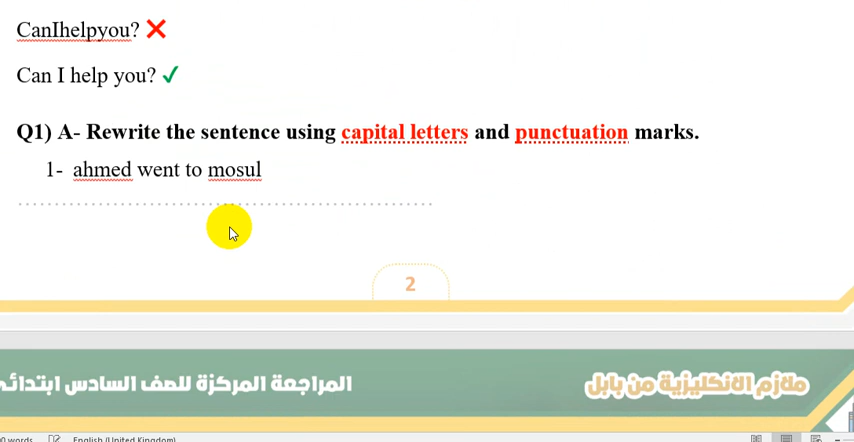 CanIhelpyou? ❌
Can I help you? ✓
Q1) A- Rewrite the sentence using capital letters and punctuation marks.
1- ahmed went to mosul
2
المراجعة المركزة للصف السادس ابتدائي
ملازم الانكليزية من بابل
0 words English (United Kingdom)